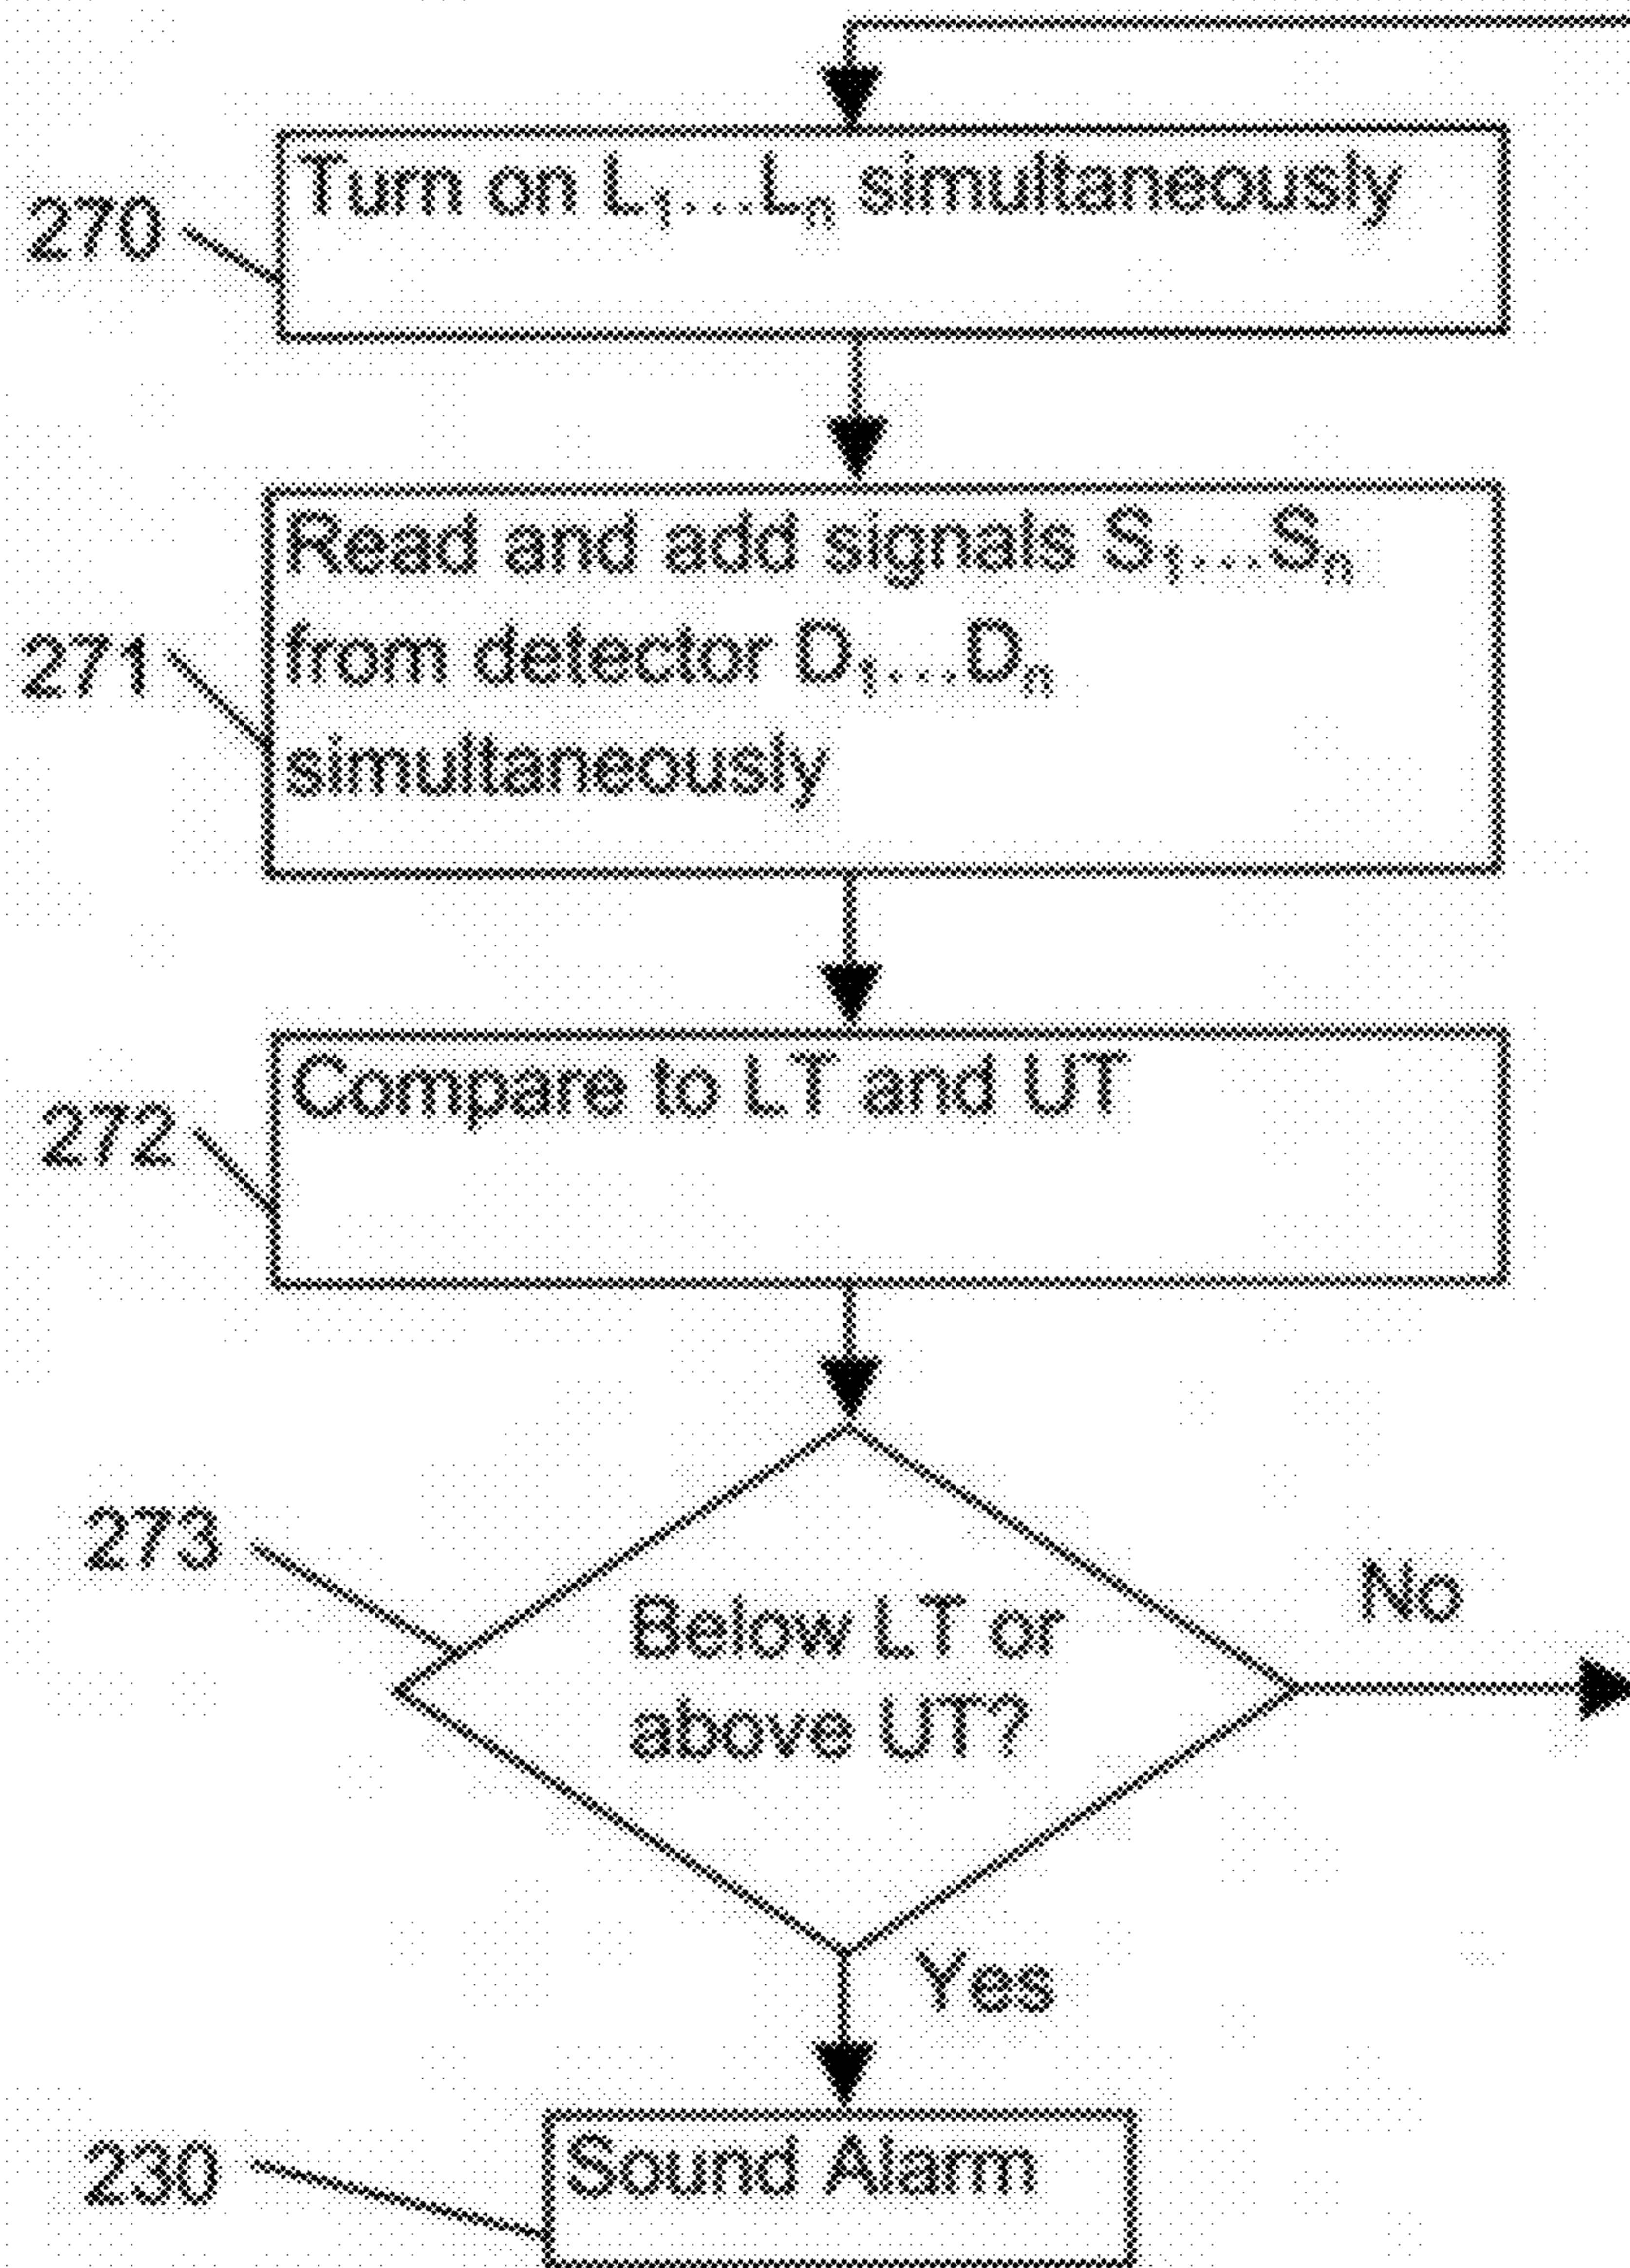 Turn on L₁...Lₙ simultaneously
270
Read and add signals S₁...Sₙ
from detector D₁...Dₙ
271
simultaneously
Compare to LT and UT
272
273
No
Below LT or
above UT?
Yes
Sound Alarm
230